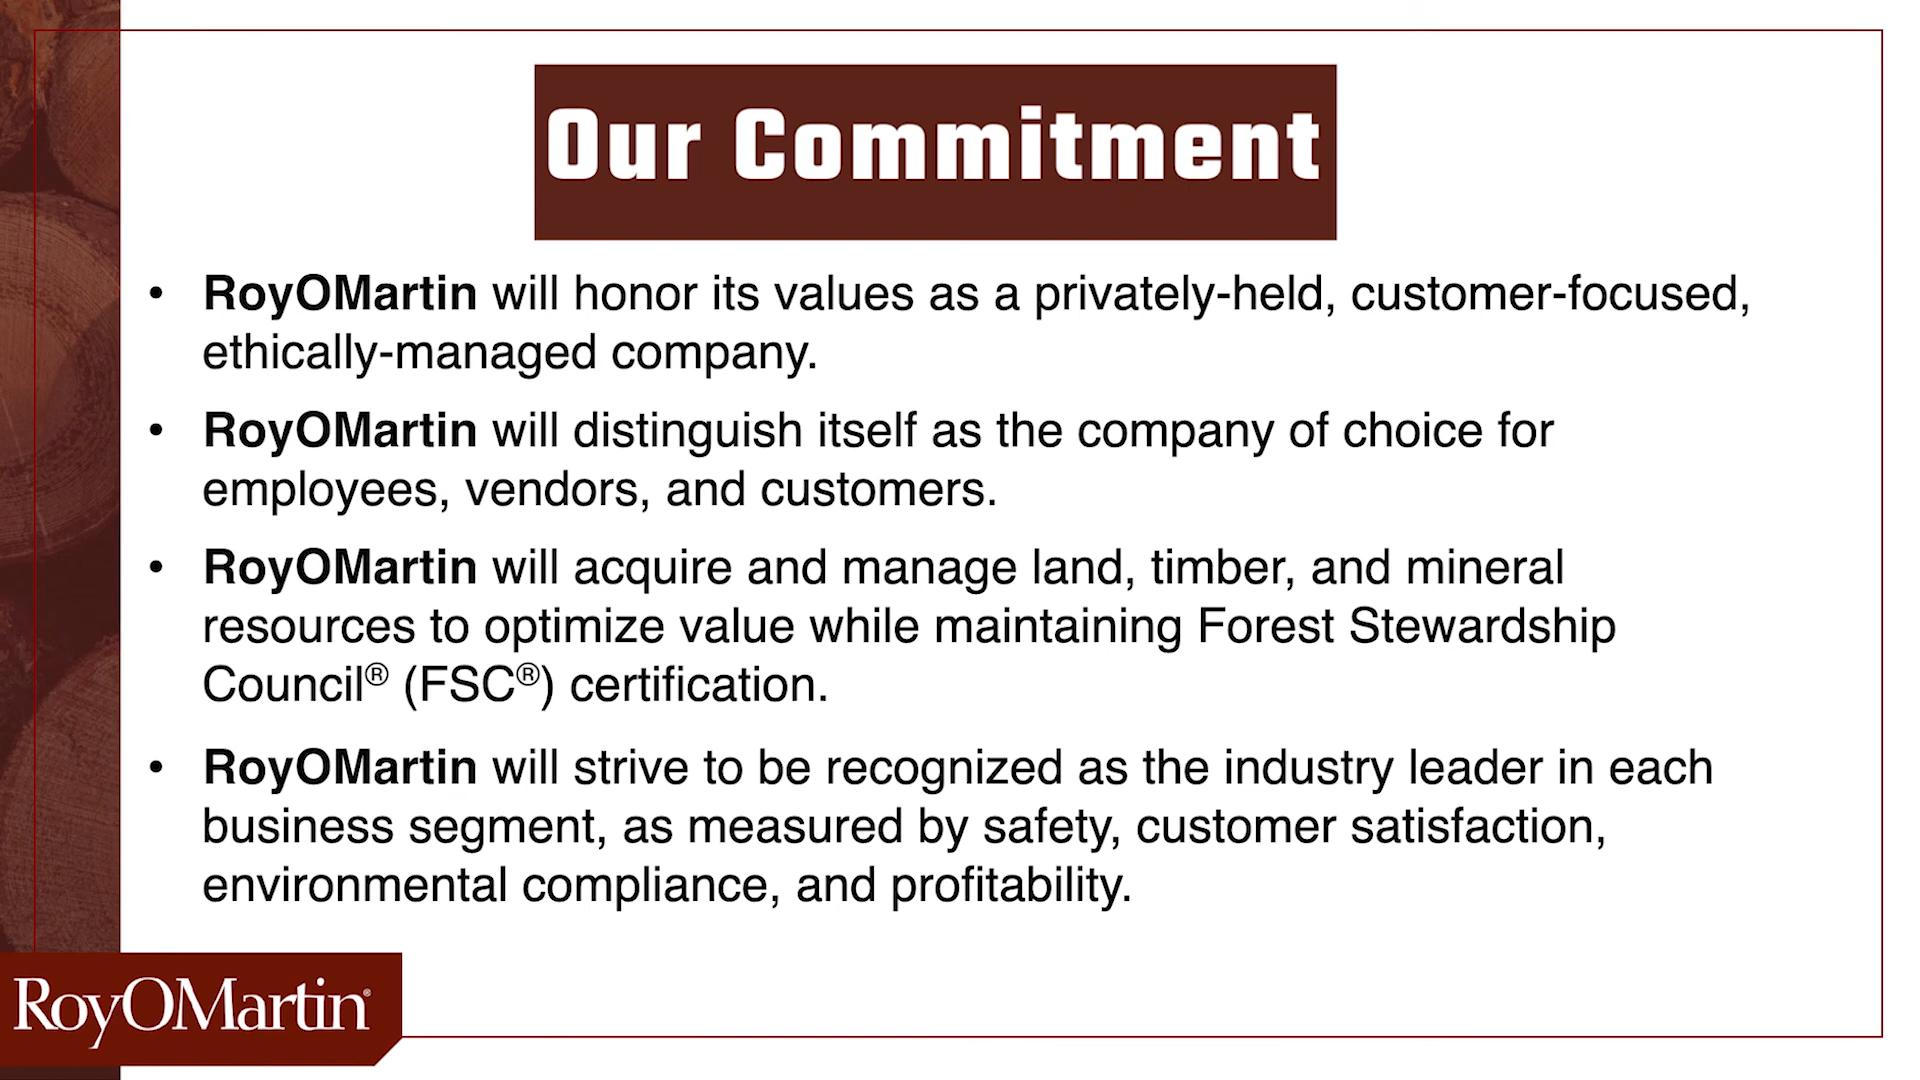 Our Commitment
• RoyOMartin will honor its values as a privately-held, customer-focused,
ethically-managed company.
• RoyOMartin will distinguish itself as the company of choice for
employees, vendors, and customers.
• RoyOMartin will acquire and manage land, timber, and mineral
resources to optimize value while maintaining Forest Stewardship
Council® (FSC®) certification.
• RoyOMartin will strive to be recognized as the industry leader in each
business segment, as measured by safety, customer satisfaction,
environmental compliance, and profitability.
RoyOMartin®